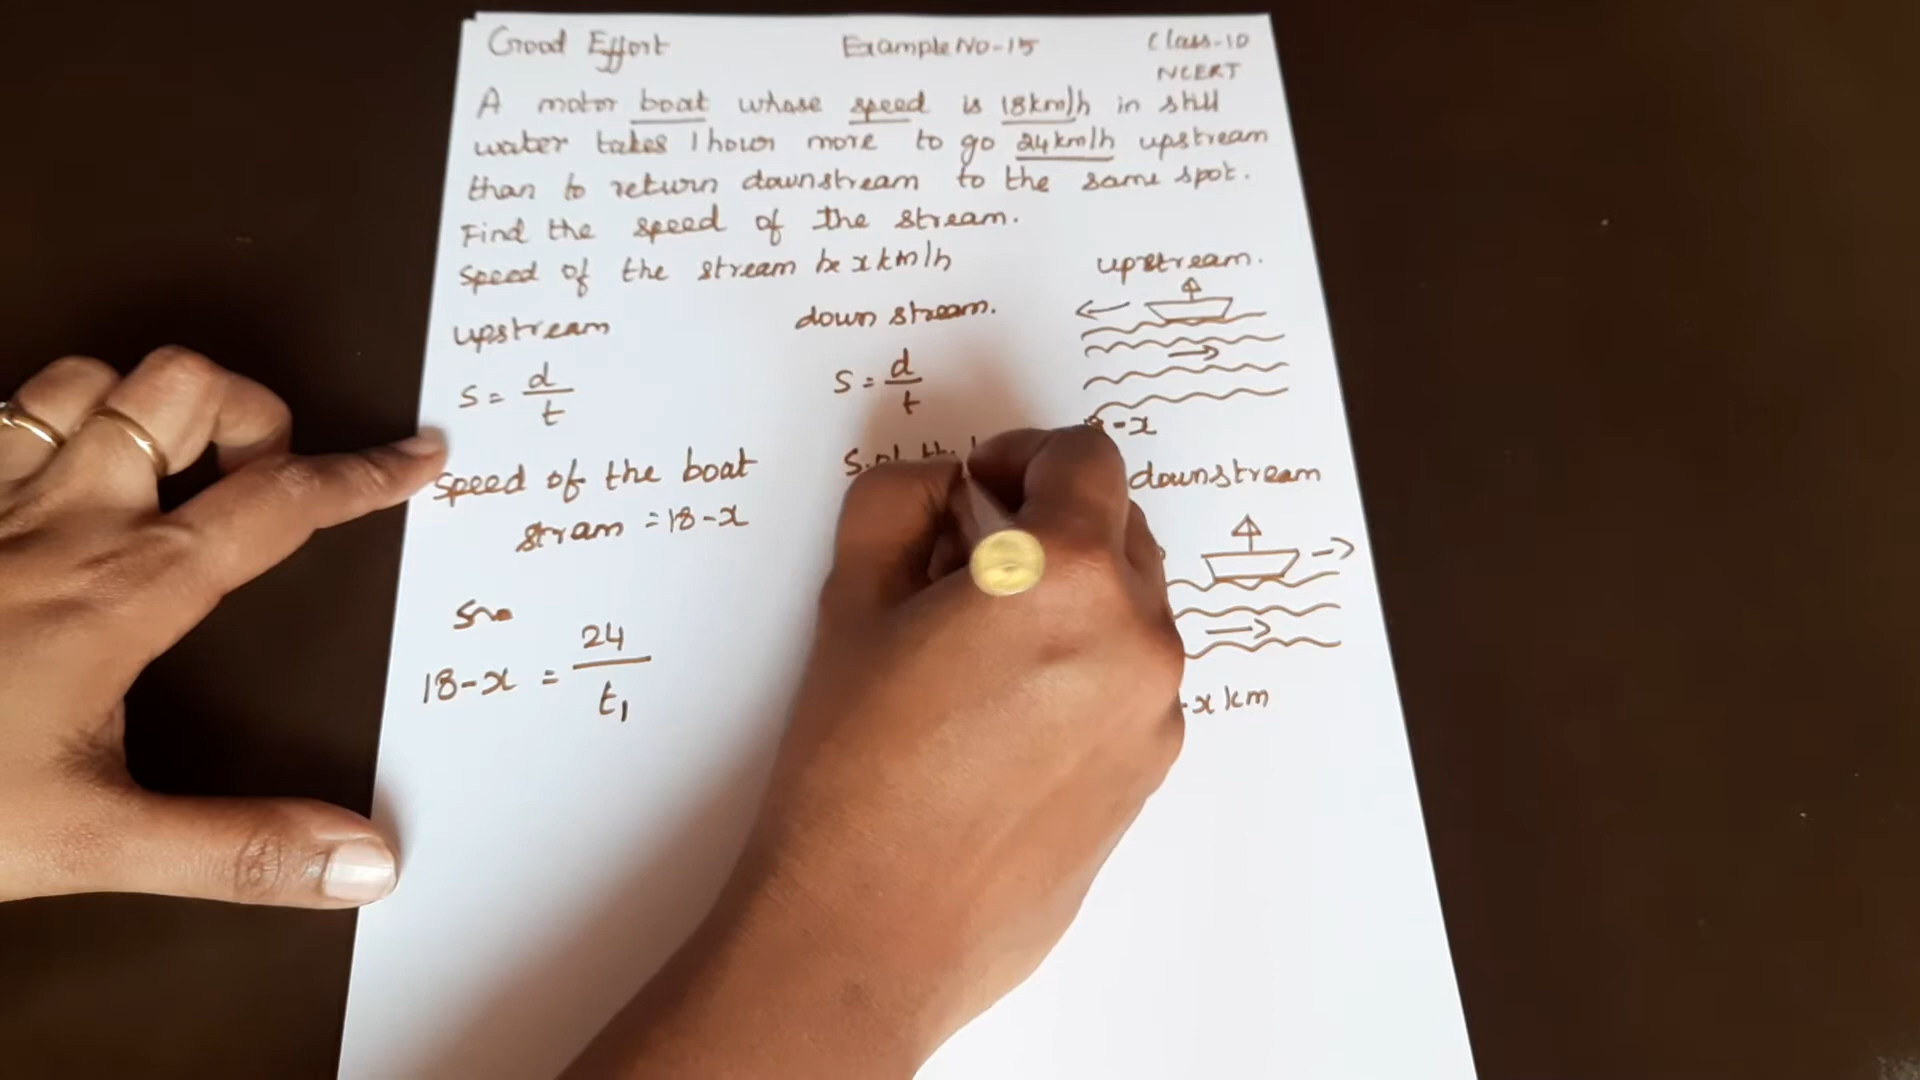 Good Effort Example No-15 Class-10
NCERT
A motor boat whose speed is 18km/h in still
water takes 1 hour more to go 24km/h upstream
than to return downstream to the same spot.
Find the speed of the stream.
Speed of the stream be x km/h
upstream.
upstream
down stream.
S = d/t
S = d/t
-x
Speed of the boat
stram = 18-x
S.of the
downstream
18-x = 24/t₁
x km